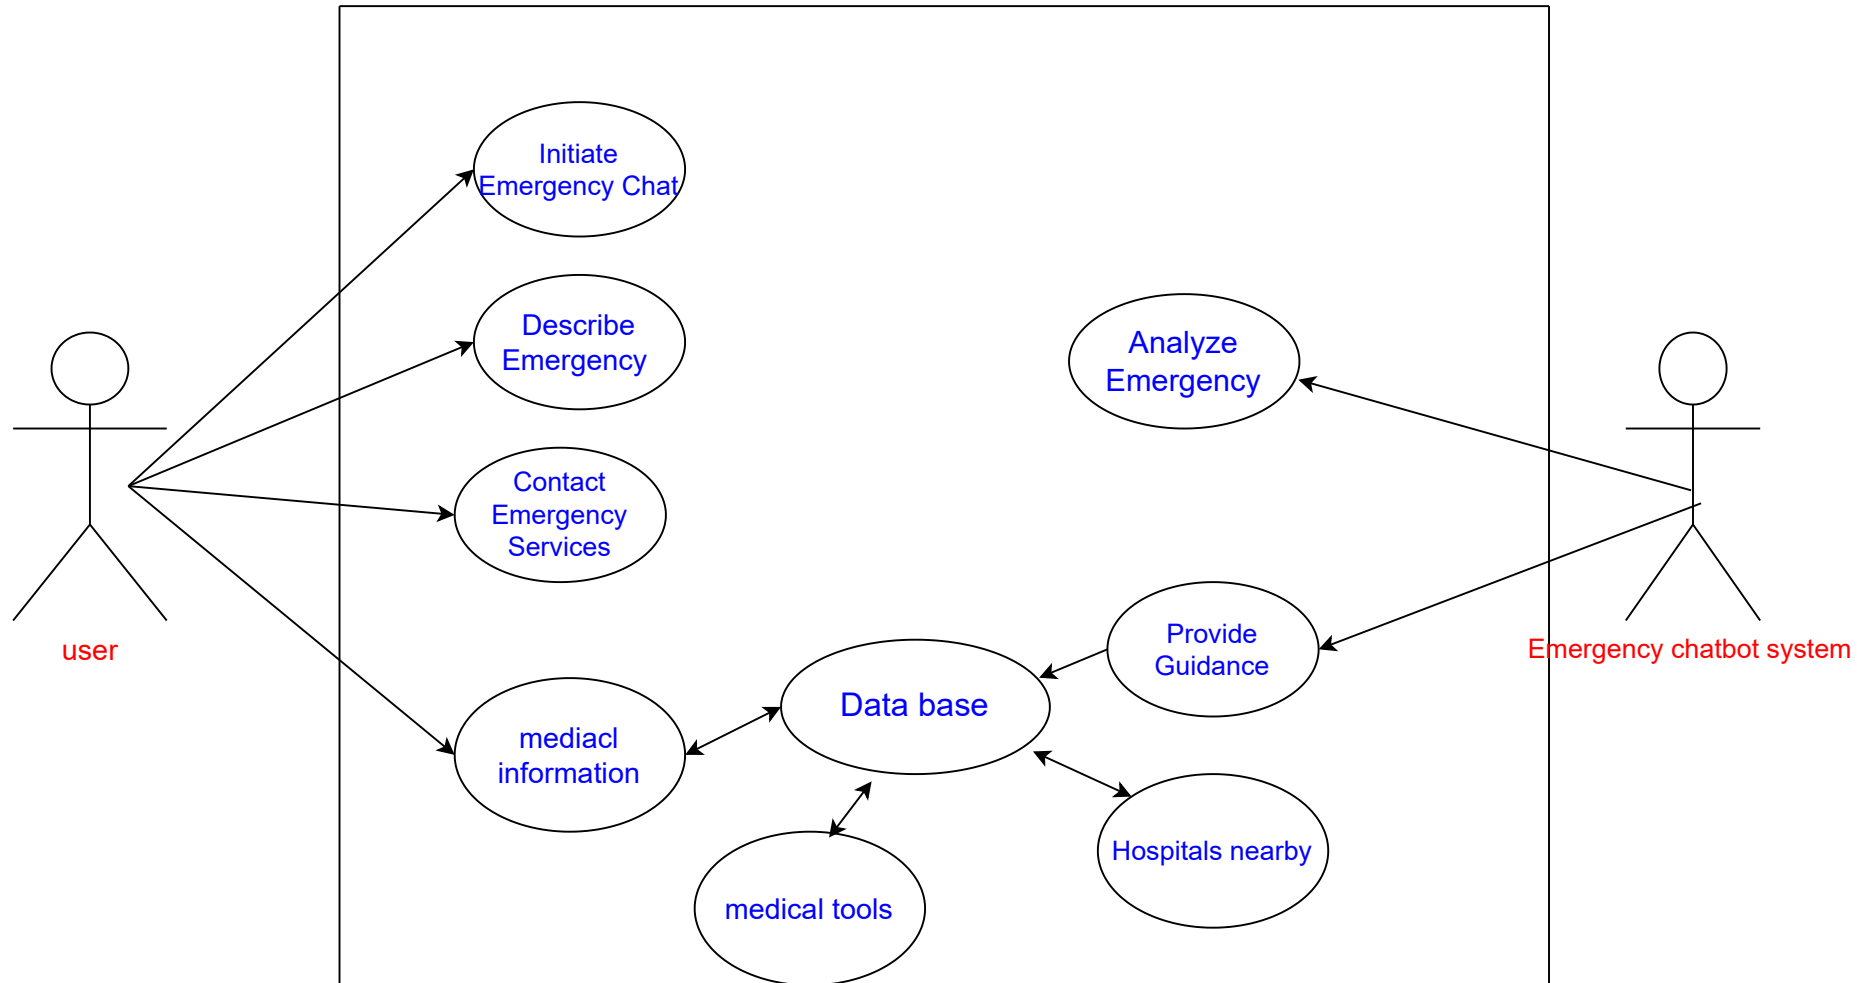 Initiate
Emergency Chat
Describe
Emergency
Analyze
Emergency
Contact
Emergency
Services
user
Provide
Guidance
Emergency chatbot system
Data base
mediacl
information
Hospitals nearby
medical tools